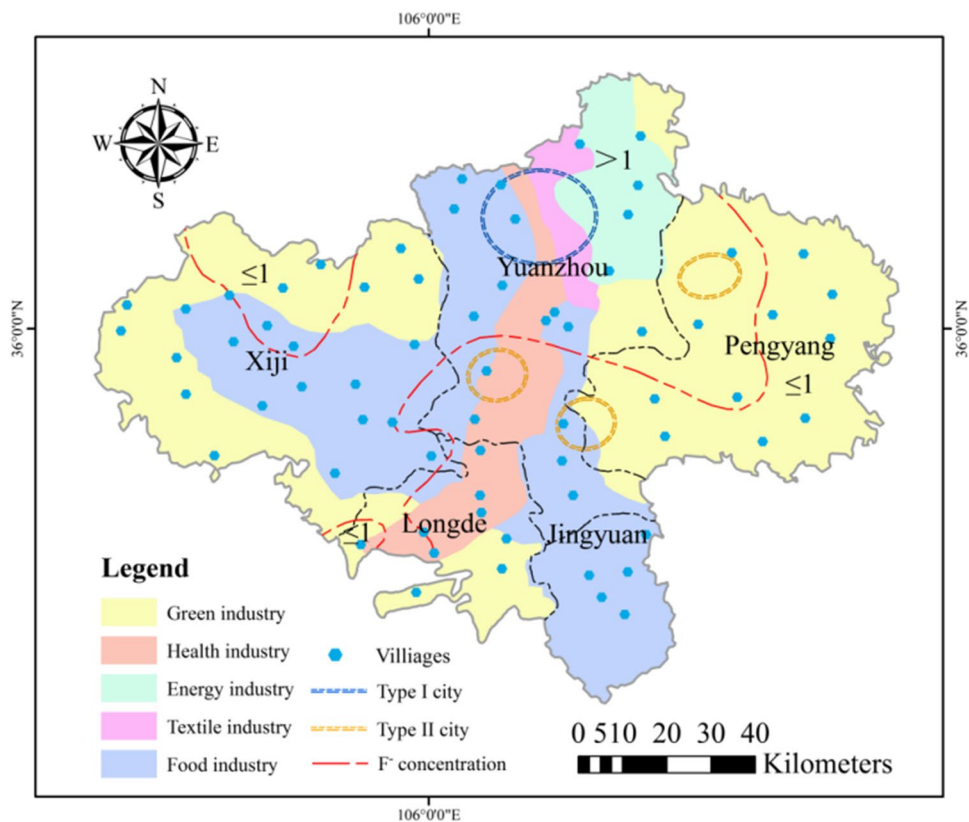 106°0'0"E
N
W E
S
>1
≤1
Yuanzhou
36°0'0"N
36°0'0"N
Xiji
Pengyang
≤1
Longde
≤1
Jingyuan
Legend
Green industry
Health industry
Energy industry
Textile industry
Food industry
Villiages
Type I city
Type II city
F⁻ concentration
0 5 10 20 30 40
Kilometers
106°0'0"E